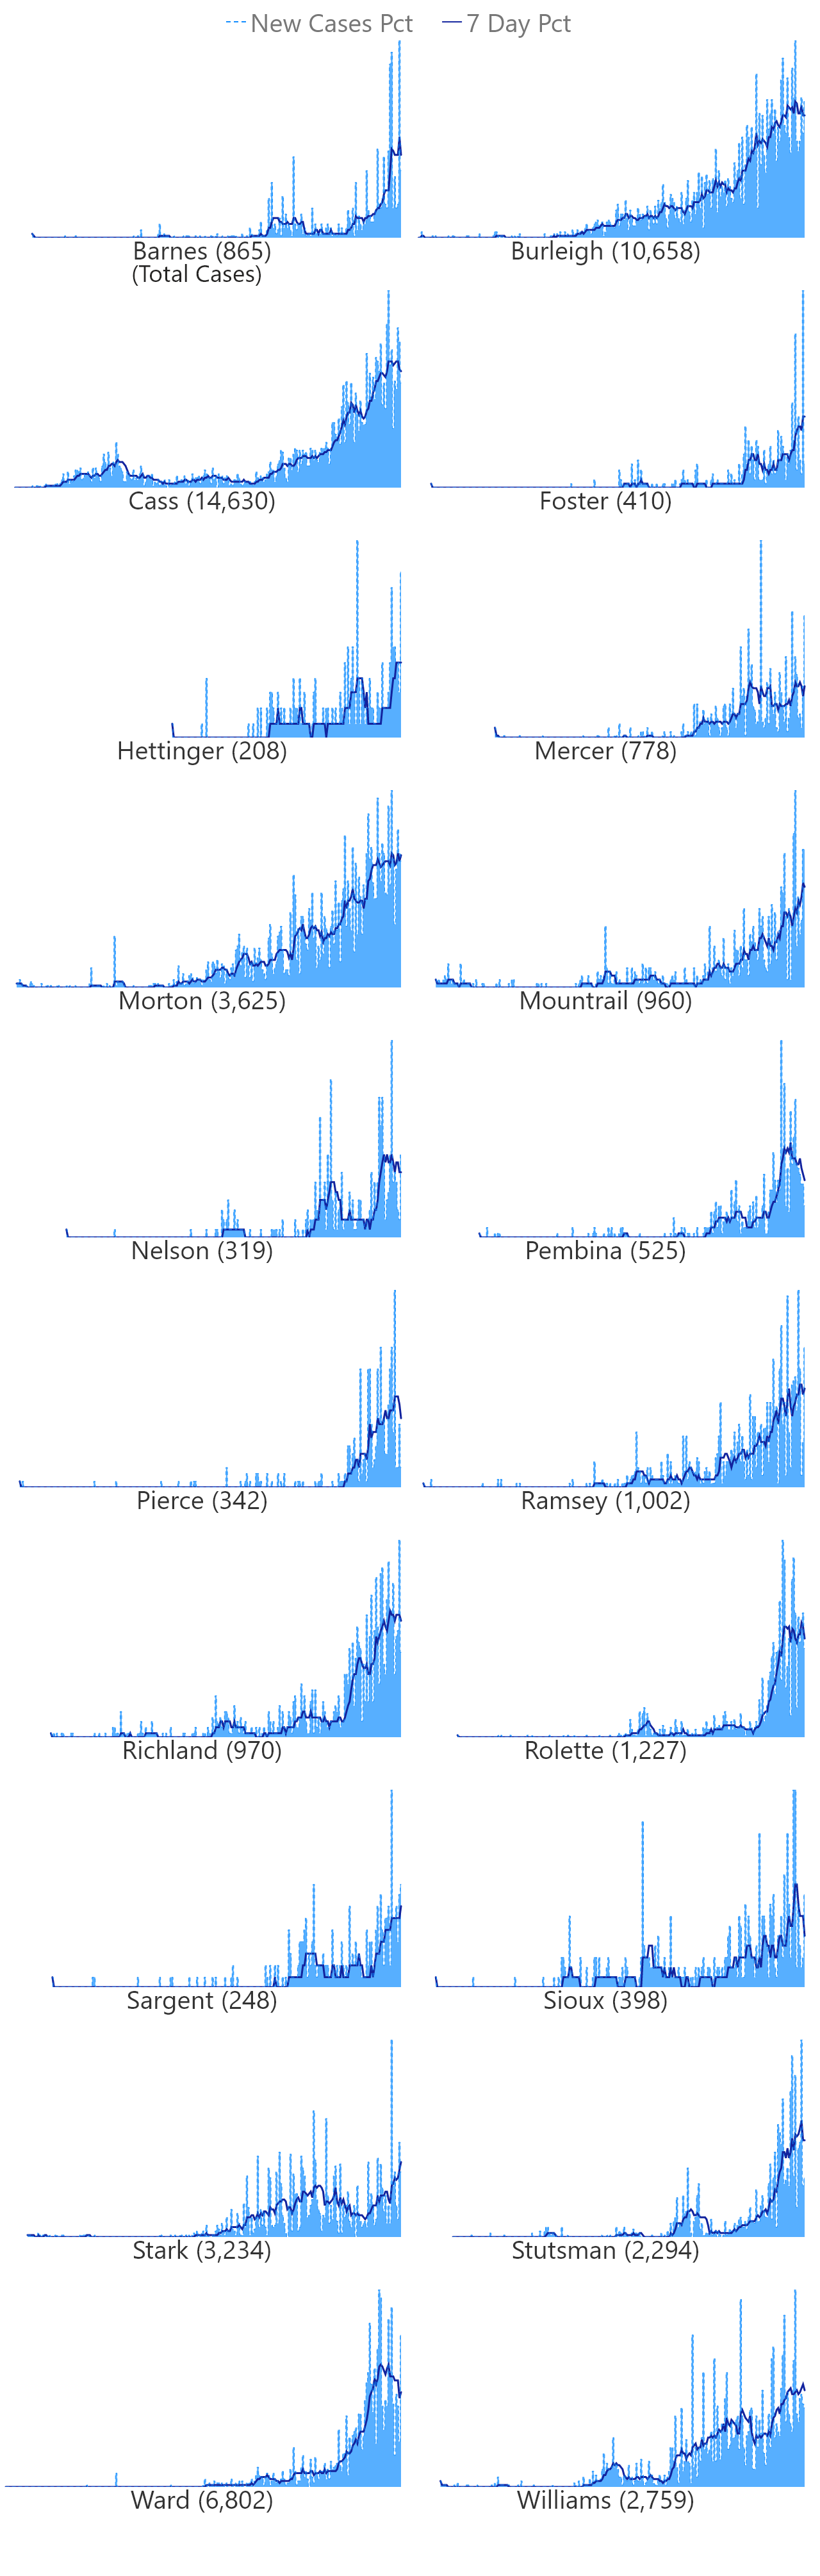 New Cases Pct 7 Day Pct
Barnes (865) Burleigh (10,658)
(Total Cases)
Cass (14,630) Foster (410)
Hettinger (208) Mercer (778)
Morton (3,625) Mountrail (960)
Nelson (319) Pembina (525)
Pierce (342) Ramsey (1,002)
Richland (970) Rolette (1,227)
Sargent (248) Sioux (398)
Stark (3,234) Stutsman (2,294)
Ward (6,802) Williams (2,759)